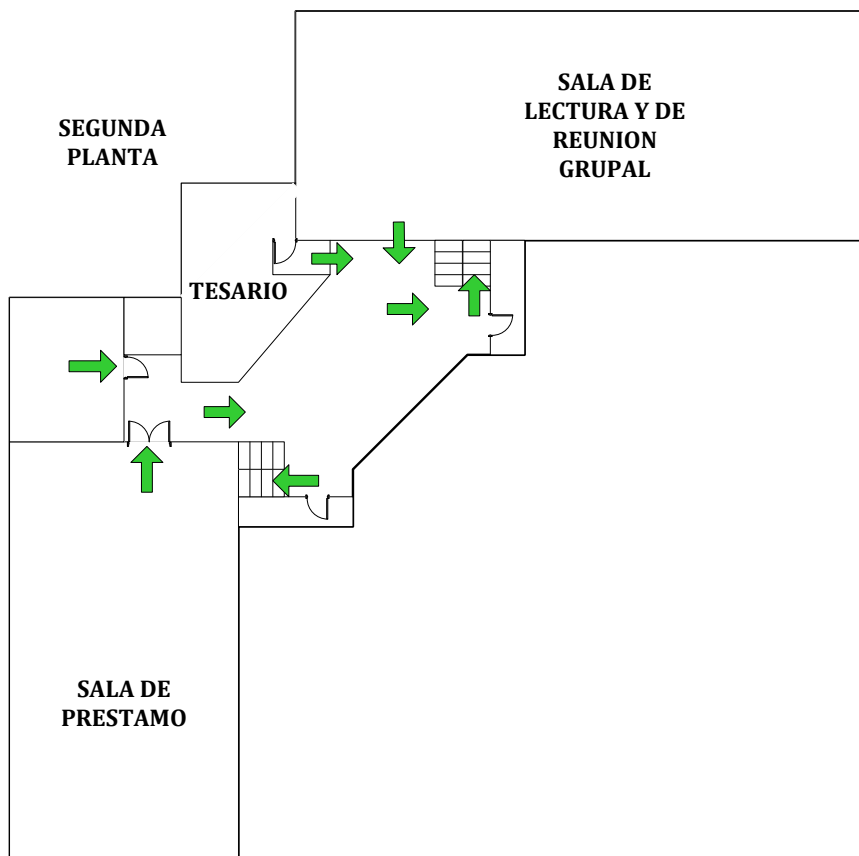 SALA DE
LECTURA Y DE
REUNION
GRUPAL
SEGUNDA
PLANTA
TESARIO
SALA DE
PRESTAMO